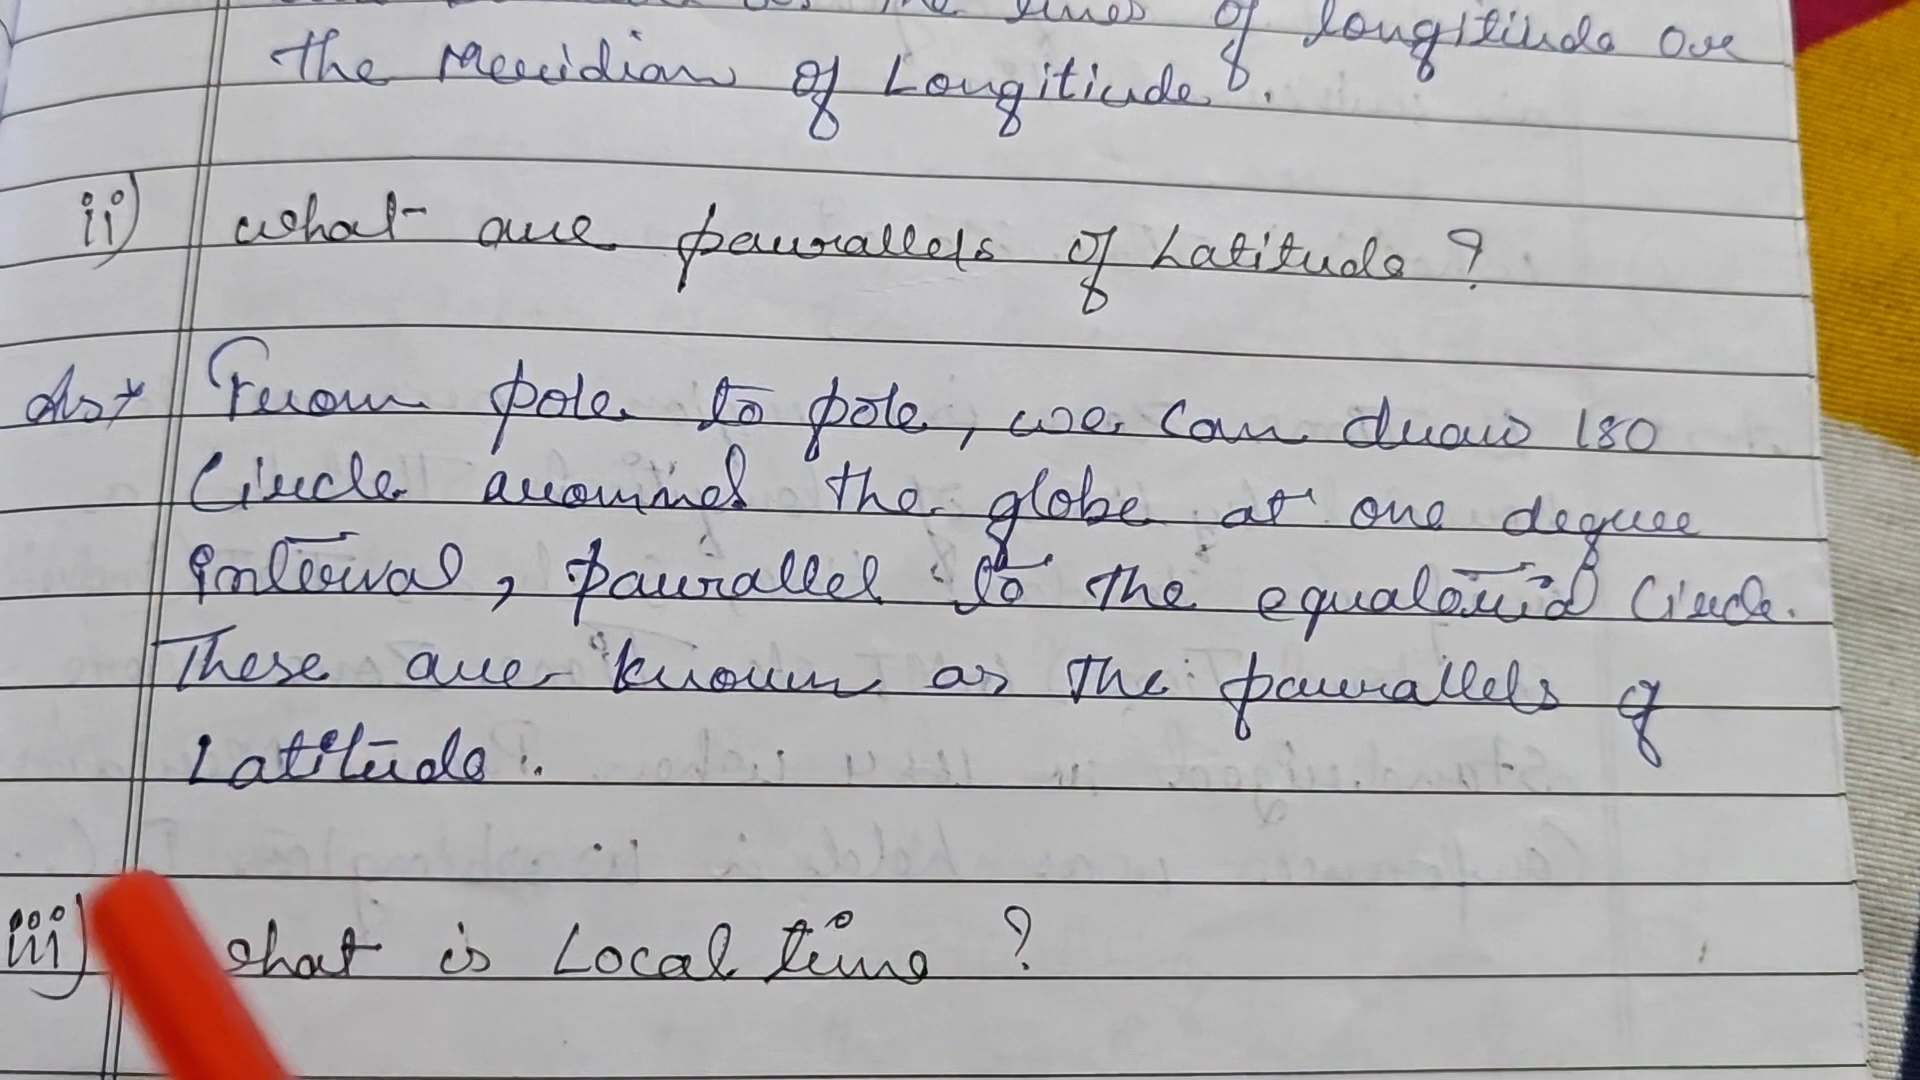 the lines of longitude are
the Meridian of Longitude.
ii) what are parallels of Latitude ?
Ans+ From pole to pole, we can draw 180
Circle around the globe at one degree
interval, parallel to the equatorial Circle.
These are known as the parallels of
Latitude.
iii) what is Local time ?